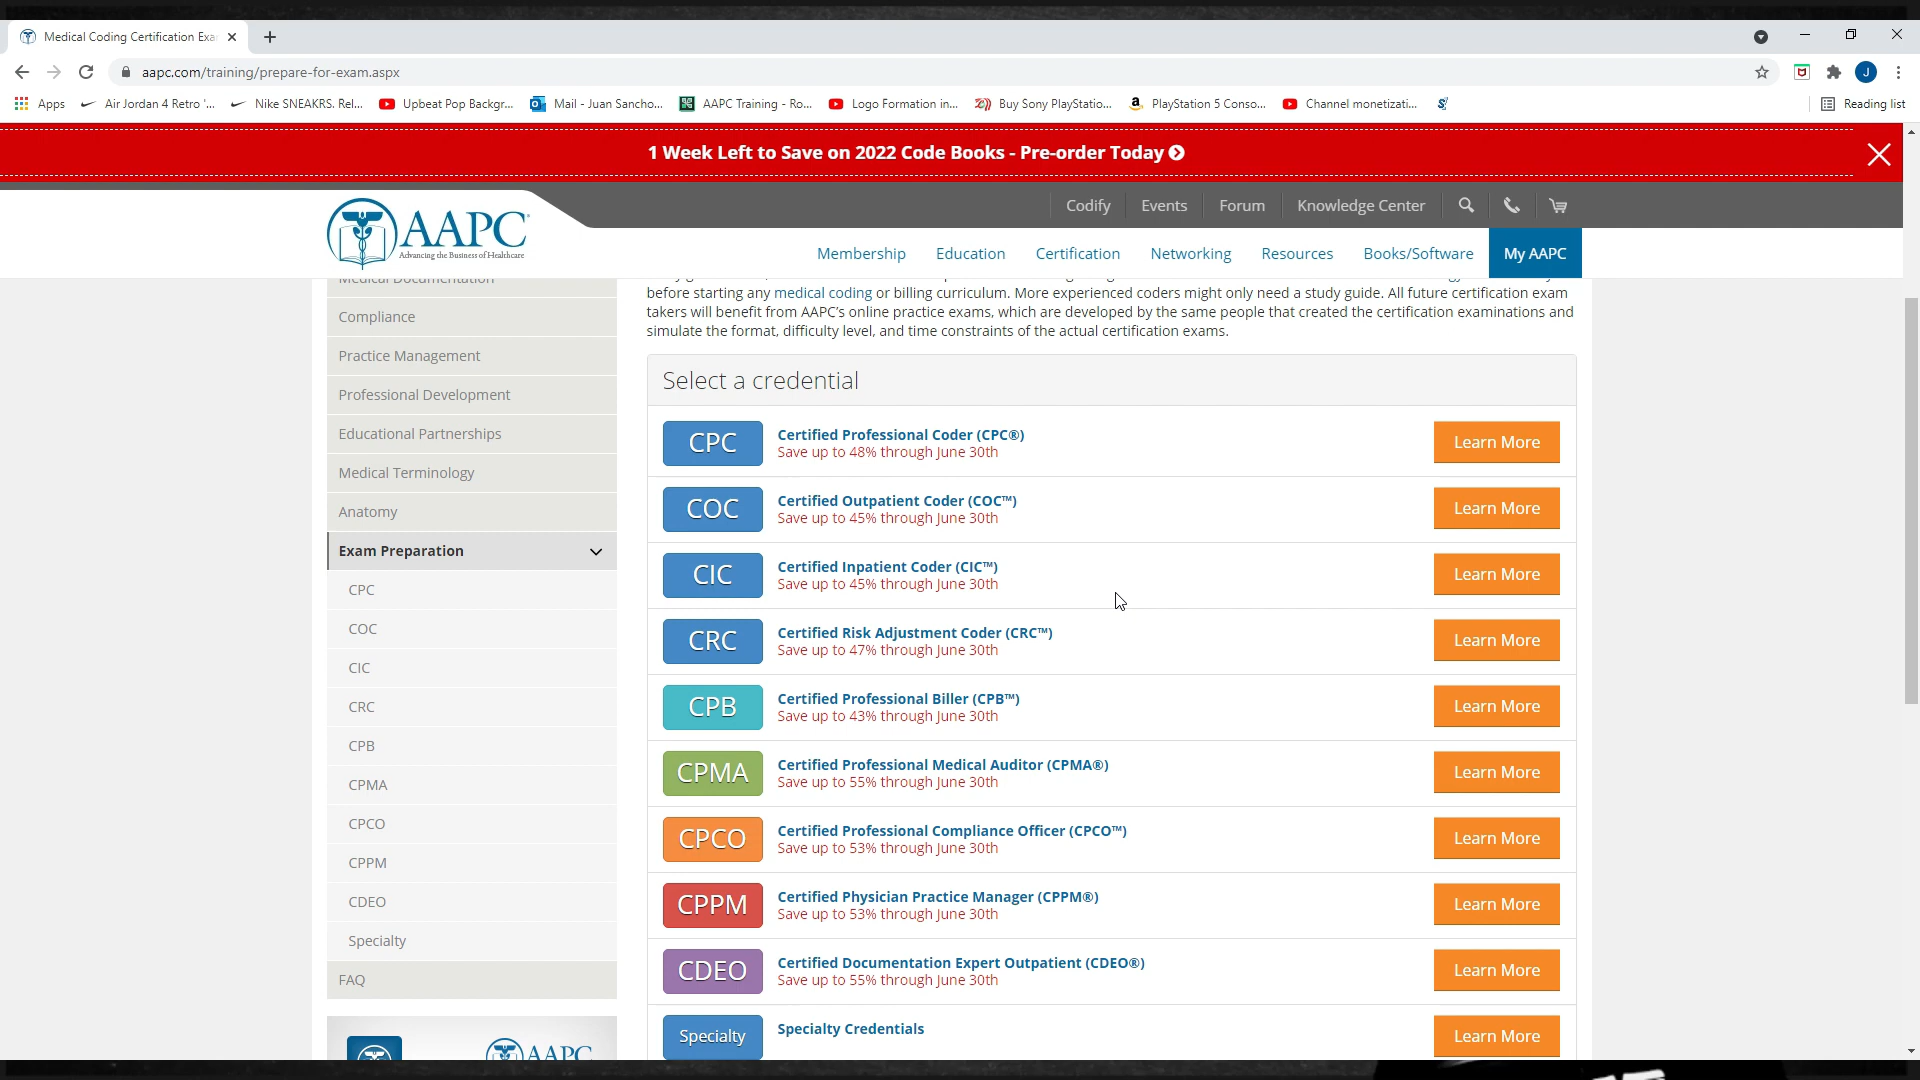 Medical Coding Certification Exa
aapc.com/training/prepare-for-exam.aspx
J
Apps
Air Jordan 4 Retro '...
Nike SNEAKRS. Rel...
Upbeat Pop Backgr...
Mail - Juan Sancho...
AAPC Training - Ro...
Logo Formation in...
Buy Sony PlayStatio...
PlayStation 5 Conso...
Channel monetizati...
Reading list
1 Week Left to Save on 2022 Code Books - Pre-order Today
AAPC
Advancing the Business of Healthcare
Codify
Events
Forum
Knowledge Center
Membership
Education
Certification
Networking
Resources
Books/Software
My AAPC
Medical Documentation
Compliance
Practice Management
Professional Development
Educational Partnerships
Medical Terminology
Anatomy
Exam Preparation
CPC
COC
CIC
CRC
CPB
CPMA
CPCO
CPPM
CDEO
Specialty
FAQ
AAPC
before starting any medical coding or billing curriculum. More experienced coders might only need a study guide. All future certification exam
takers will benefit from AAPC's online practice exams, which are developed by the same people that created the certification examinations and
simulate the format, difficulty level, and time constraints of the actual certification exams.
Select a credential
CPC
Certified Professional Coder (CPC®)
Save up to 48% through June 30th
Learn More
COC
Certified Outpatient Coder (COC™)
Save up to 45% through June 30th
Learn More
CIC
Certified Inpatient Coder (CIC™)
Save up to 45% through June 30th
Learn More
CRC
Certified Risk Adjustment Coder (CRC™)
Save up to 47% through June 30th
Learn More
CPB
Certified Professional Biller (CPB™)
Save up to 43% through June 30th
Learn More
CPMA
Certified Professional Medical Auditor (CPMA®)
Save up to 55% through June 30th
Learn More
CPCO
Certified Professional Compliance Officer (CPCO™)
Save up to 53% through June 30th
Learn More
CPPM
Certified Physician Practice Manager (CPPM®)
Save up to 53% through June 30th
Learn More
CDEO
Certified Documentation Expert Outpatient (CDEO®)
Save up to 55% through June 30th
Learn More
Specialty
Specialty Credentials
Learn More